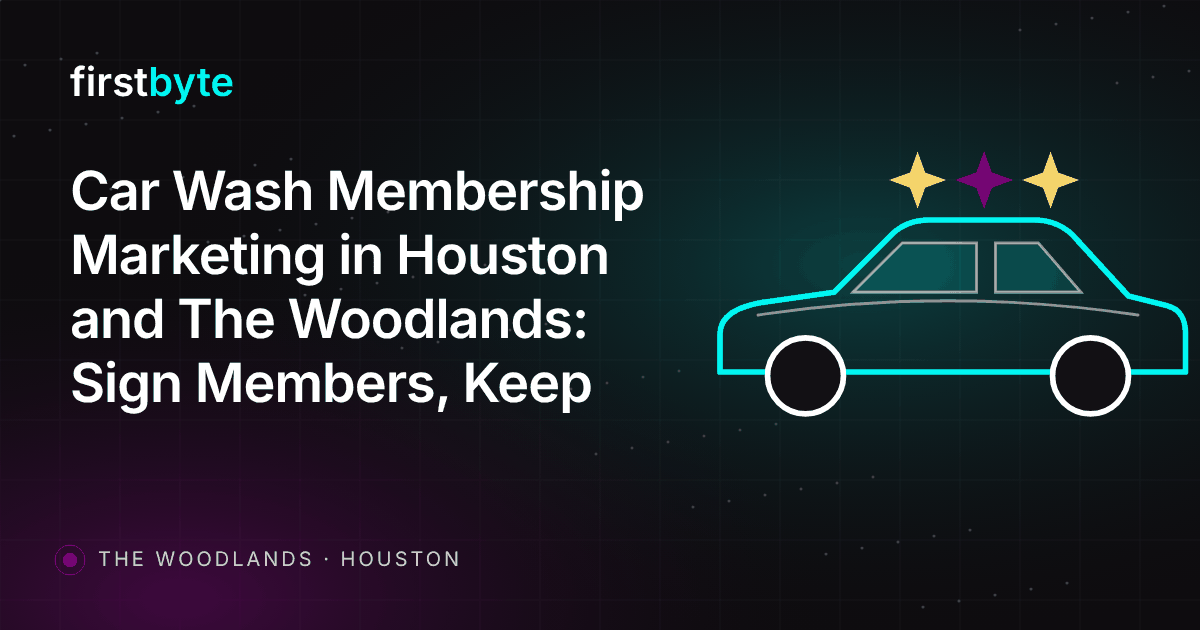 firstbyte
Car Wash Membership
Marketing in Houston
and The Woodlands:
Sign Members, Keep
THE WOODLANDS · HOUSTON